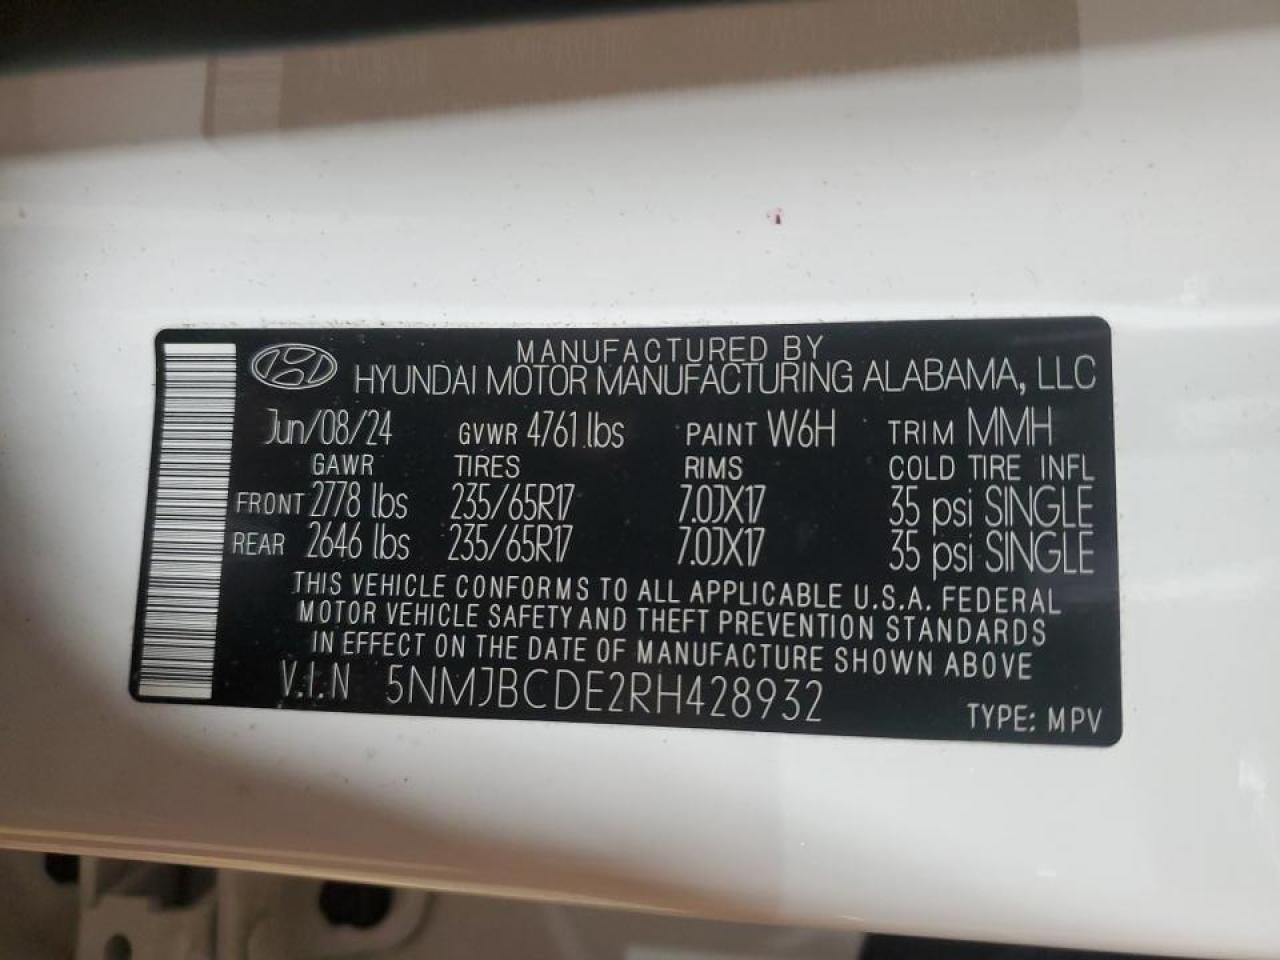 MANUFACTURED BY
HYUNDAI MOTOR MANUFACTURING ALABAMA, LLC
Jun/08/24 GVWR 4761 lbs PAINT W6H TRIM MMH
GAWR TIRES RIMS COLD TIRE INFL
FRONT 2778 lbs 235/65R17 7.0JX17 35 psi SINGLE
REAR 2646 lbs 235/65R17 7.0JX17 35 psi SINGLE
THIS VEHICLE CONFORMS TO ALL APPLICABLE U.S.A. FEDERAL
MOTOR VEHICLE SAFETY AND THEFT PREVENTION STANDARDS
IN EFFECT ON THE DATE OF MANUFACTURE SHOWN ABOVE
V.I.N 5NMJBCDE2RH428932
TYPE: MPV